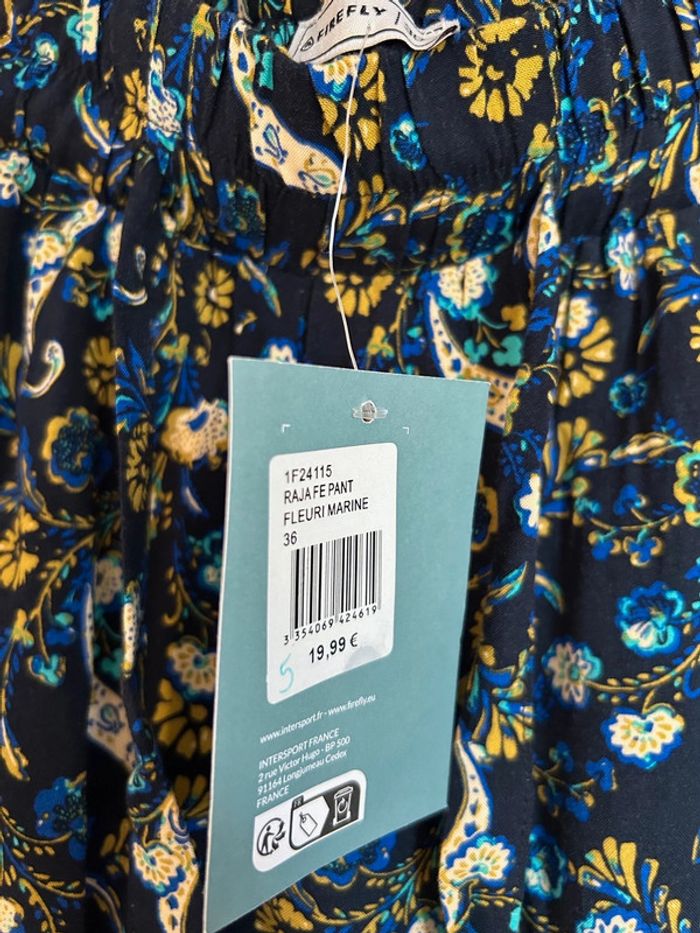 FIREFLY
1F24115
RAJA FE PANT
FLEURI MARINE
36
3 354069 424619
19,99 €
5
www.intersport.fr - www.firefly.eu
INTERSPORT FRANCE
2 rue Victor Hugo - BP 500
91164 Longjumeau Cedex
FRANCE
FR